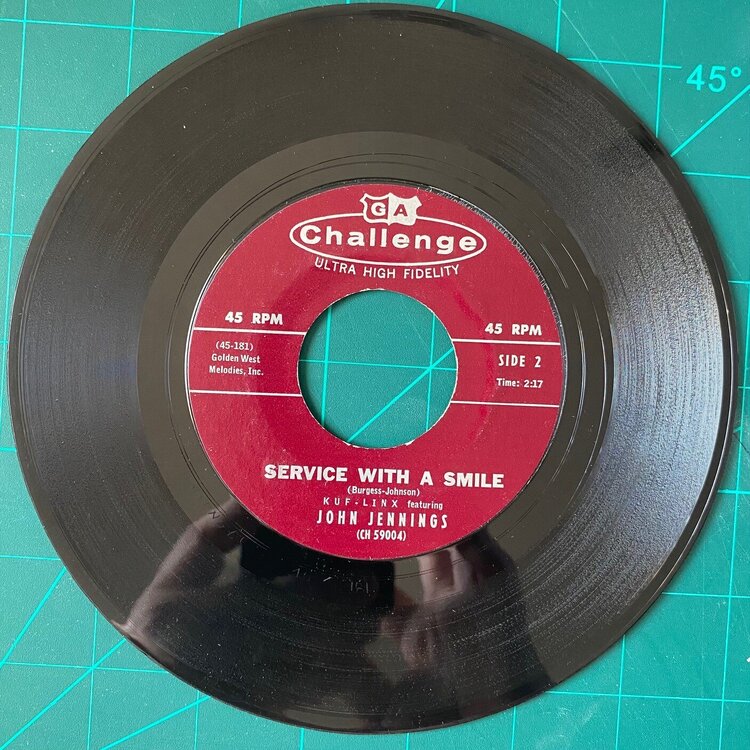 45°
G A
Challenge
ULTRA HIGH FIDELITY
45 RPM
45 RPM
(45-181)
Golden West
Melodies, Inc.
SIDE 2
Time: 2:17
SERVICE WITH A SMILE
(Burgess-Johnson)
KUF-LINX featuring
JOHN JENNINGS
(CH 59004)